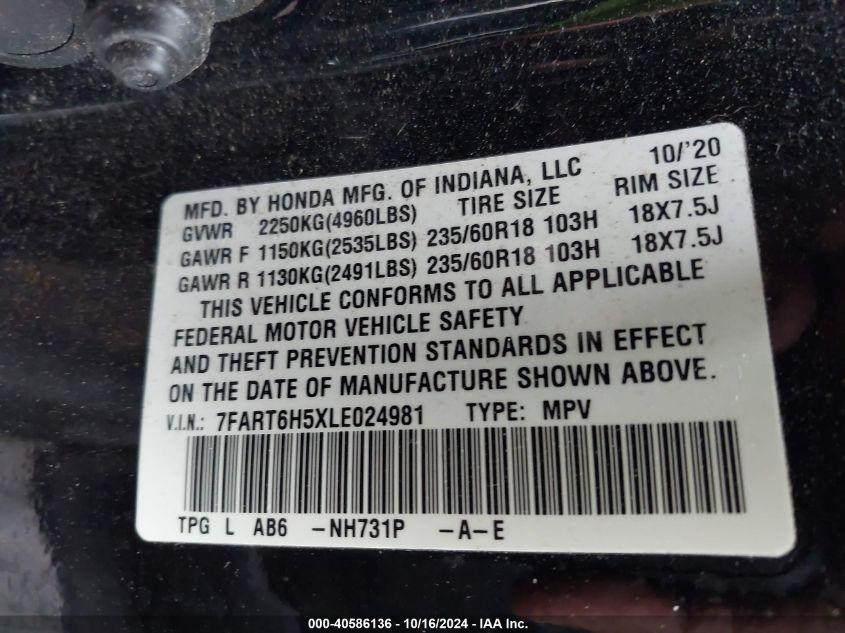 MFD. BY HONDA MFG. OF INDIANA, LLC 10/'20
GVWR 2250KG(4960LBS) TIRE SIZE RIM SIZE
GAWR F 1150KG(2535LBS) 235/60R18 103H 18X7.5J
GAWR R 1130KG(2491LBS) 235/60R18 103H 18X7.5J
THIS VEHICLE CONFORMS TO ALL APPLICABLE
FEDERAL MOTOR VEHICLE SAFETY
AND THEFT PREVENTION STANDARDS IN EFFECT
ON THE DATE OF MANUFACTURE SHOWN ABOVE.
V.I.N.: 7FART6H5XLE024981 TYPE: MPV
TPG L AB6 -NH731P -A-E
000-40586136 - 10/16/2024 - IAA Inc.